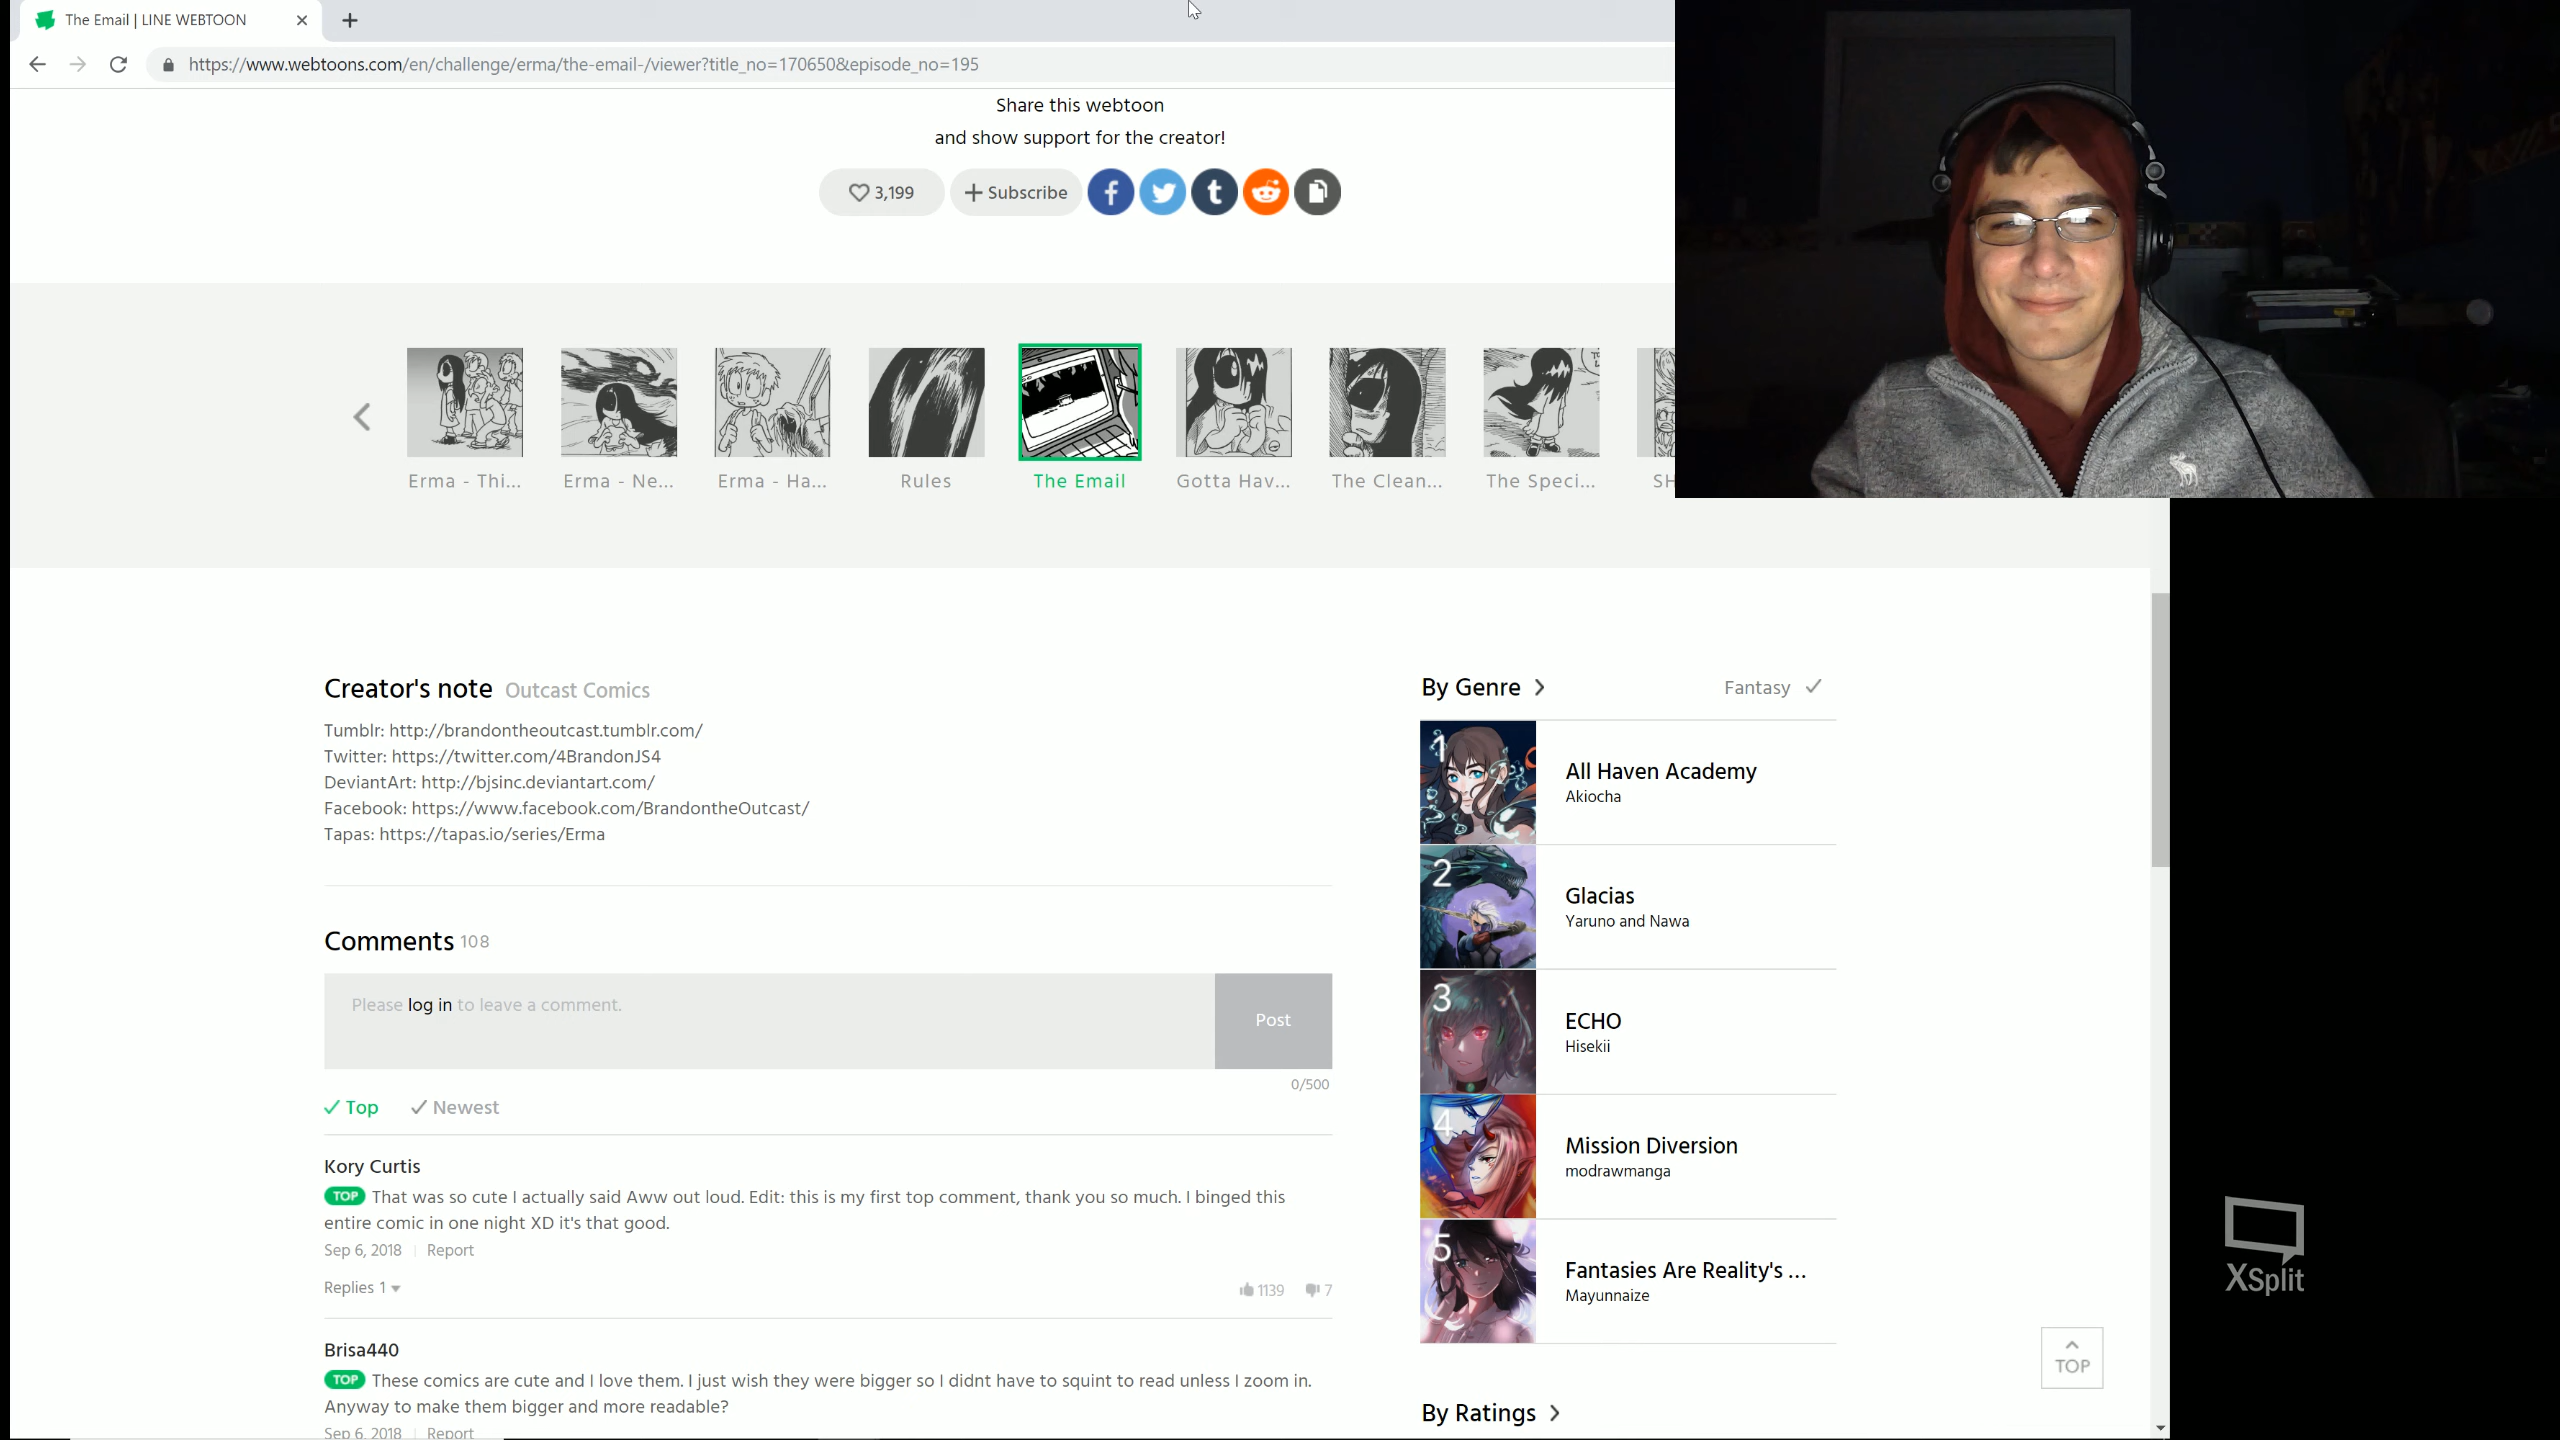 The Email | LINE WEBTOON
https://www.webtoons.com/en/challenge/erma/the-email-/viewer?title_no=170650&episode_no=195
Share this webtoon
and show support for the creator!
3,199
Subscribe
Erma - Thi...
Erma - Ne...
Erma - Ha...
Rules
The Email
Gotta Hav...
The Clean...
The Speci...
SH
Creator's note Outcast Comics
Tumblr: http://brandontheoutcast.tumblr.com/
Twitter: https://twitter.com/4BrandonJS4
DeviantArt: http://bjsinc.deviantart.com/
Facebook: https://www.facebook.com/BrandontheOutcast/
Tapas: https://tapas.io/series/Erma
Comments 108
Please log in to leave a comment.
Post
0/500
Top
Newest
Kory Curtis
TOP That was so cute I actually said Aww out loud. Edit: this is my first top comment, thank you so much. I binged this
entire comic in one night XD it's that good.
Sep 6, 2018 | Report
Replies 1
1139
7
Brisa440
TOP These comics are cute and I love them. I just wish they were bigger so I didnt have to squint to read unless I zoom in.
Anyway to make them bigger and more readable?
Sep 6, 2018 | Report
By Genre
Fantasy
1
All Haven Academy
Akiocha
2
Glacias
Yaruno and Nawa
3
ECHO
Hisekii
4
Mission Diversion
modrawmanga
5
Fantasies Are Reality's ...
Mayunnaize
By Ratings
TOP
XSplit